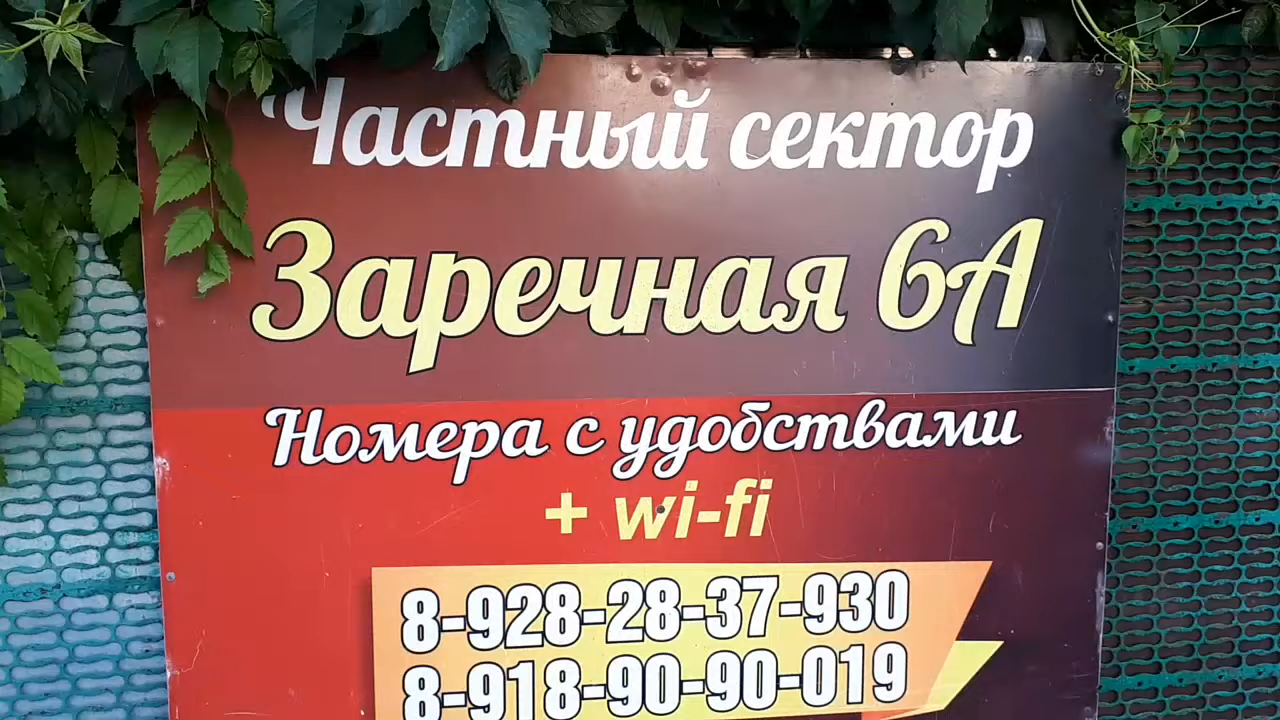 Частный сектор
Заречная 6А
Номера с удобствами
+ wi-fi
8-928-28-37-930
8-918-90-90-019